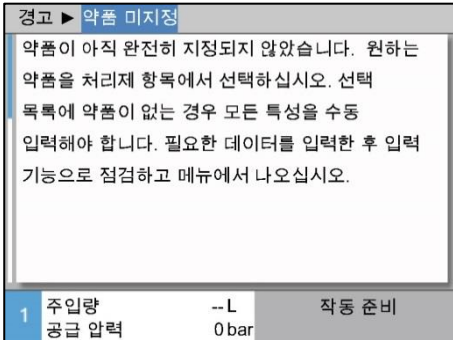 경고 ► 약품 미지정
약품이 아직 완전히 지정되지 않았습니다. 원하는
약품을 처리제 항목에서 선택하십시오. 선택
목록에 약품이 없는 경우 모든 특성을 수동
입력해야 합니다. 필요한 데이터를 입력한 후 입력
기능으로 점검하고 메뉴에서 나오십시오.
1
주입량 -- L 작동 준비
공급 압력 0 bar